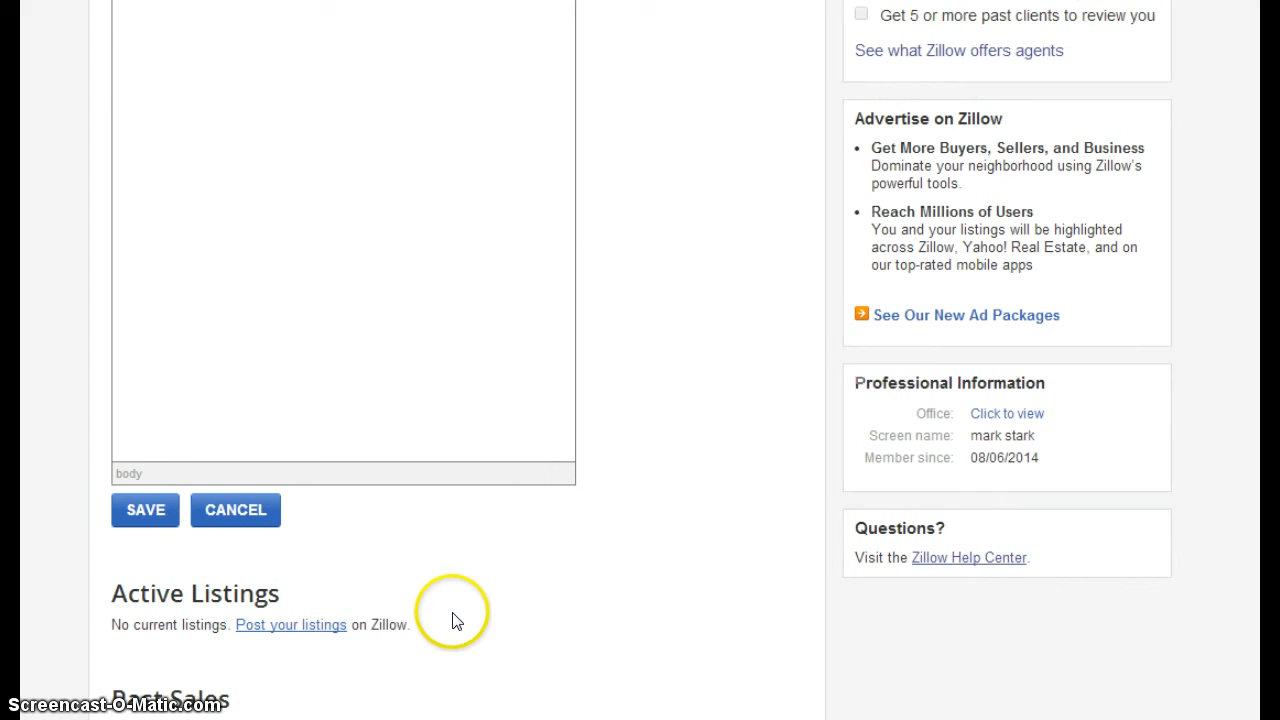 body
SAVE CANCEL
Active Listings
No current listings. Post your listings on Zillow.
Past Sales
Screencast-O-Matic.com
Get 5 or more past clients to review you
See what Zillow offers agents
Advertise on Zillow
• Get More Buyers, Sellers, and Business
Dominate your neighborhood using Zillow's
powerful tools.
• Reach Millions of Users
You and your listings will be highlighted
across Zillow, Yahoo! Real Estate, and on
our top-rated mobile apps
See Our New Ad Packages
Professional Information
Office: Click to view
Screen name: mark stark
Member since: 08/06/2014
Questions?
Visit the Zillow Help Center.